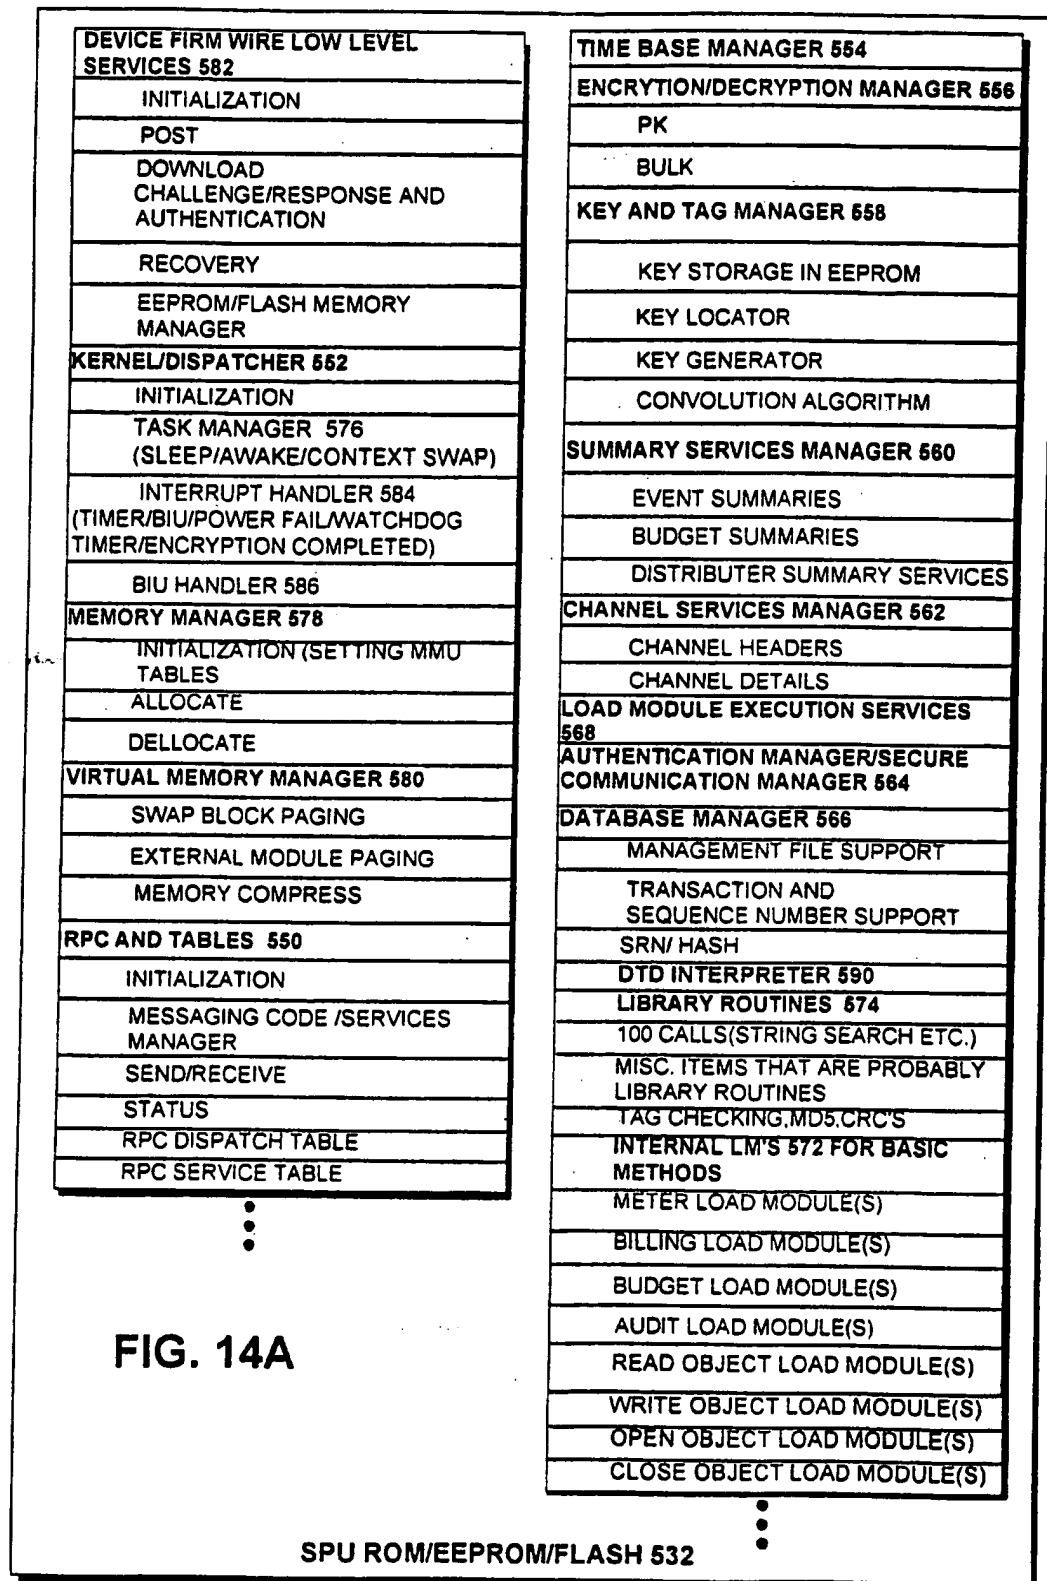 DEVICE FIRM WIRE LOW LEVEL
SERVICES 582
INITIALIZATION
POST
DOWNLOAD
CHALLENGE/RESPONSE AND
AUTHENTICATION
RECOVERY
EEPROM/FLASH MEMORY
MANAGER
KERNEL/DISPATCHER 552
INITIALIZATION
TASK MANAGER 576
(SLEEP/AWAKE/CONTEXT SWAP)
INTERRUPT HANDLER 584
(TIMER/BIU/POWER FAIL/WATCHDOG
TIMER/ENCRYPTION COMPLETED)
BIU HANDLER 586
MEMORY MANAGER 578
INITIALIZATION (SETTING MMU
TABLES
ALLOCATE
DELLOCATE
VIRTUAL MEMORY MANAGER 580
SWAP BLOCK PAGING
EXTERNAL MODULE PAGING
MEMORY COMPRESS
RPC AND TABLES 550
INITIALIZATION
MESSAGING CODE /SERVICES
MANAGER
SEND/RECEIVE
STATUS
RPC DISPATCH TABLE
RPC SERVICE TABLE
TIME BASE MANAGER 554
ENCRYTION/DECRYPTION MANAGER 556
PK
BULK
KEY AND TAG MANAGER 558
KEY STORAGE IN EEPROM
KEY LOCATOR
KEY GENERATOR
CONVOLUTION ALGORITHM
SUMMARY SERVICES MANAGER 560
EVENT SUMMARIES
BUDGET SUMMARIES
DISTRIBUTER SUMMARY SERVICES
CHANNEL SERVICES MANAGER 562
CHANNEL HEADERS
CHANNEL DETAILS
LOAD MODULE EXECUTION SERVICES
568
AUTHENTICATION MANAGER/SECURE
COMMUNICATION MANAGER 564
DATABASE MANAGER 566
MANAGEMENT FILE SUPPORT
TRANSACTION AND
SEQUENCE NUMBER SUPPORT
SRN/ HASH
DTD INTERPRETER 590
LIBRARY ROUTINES 574
100 CALLS(STRING SEARCH ETC.)
MISC. ITEMS THAT ARE PROBABLY
LIBRARY ROUTINES
TAG CHECKING,MD5,CRC'S
INTERNAL LM'S 572 FOR BASIC
METHODS
METER LOAD MODULE(S)
BILLING LOAD MODULE(S)
BUDGET LOAD MODULE(S)
AUDIT LOAD MODULE(S)
READ OBJECT LOAD MODULE(S)
WRITE OBJECT LOAD MODULE(S)
OPEN OBJECT LOAD MODULE(S)
CLOSE OBJECT LOAD MODULE(S)
FIG. 14A
SPU ROM/EEPROM/FLASH 532